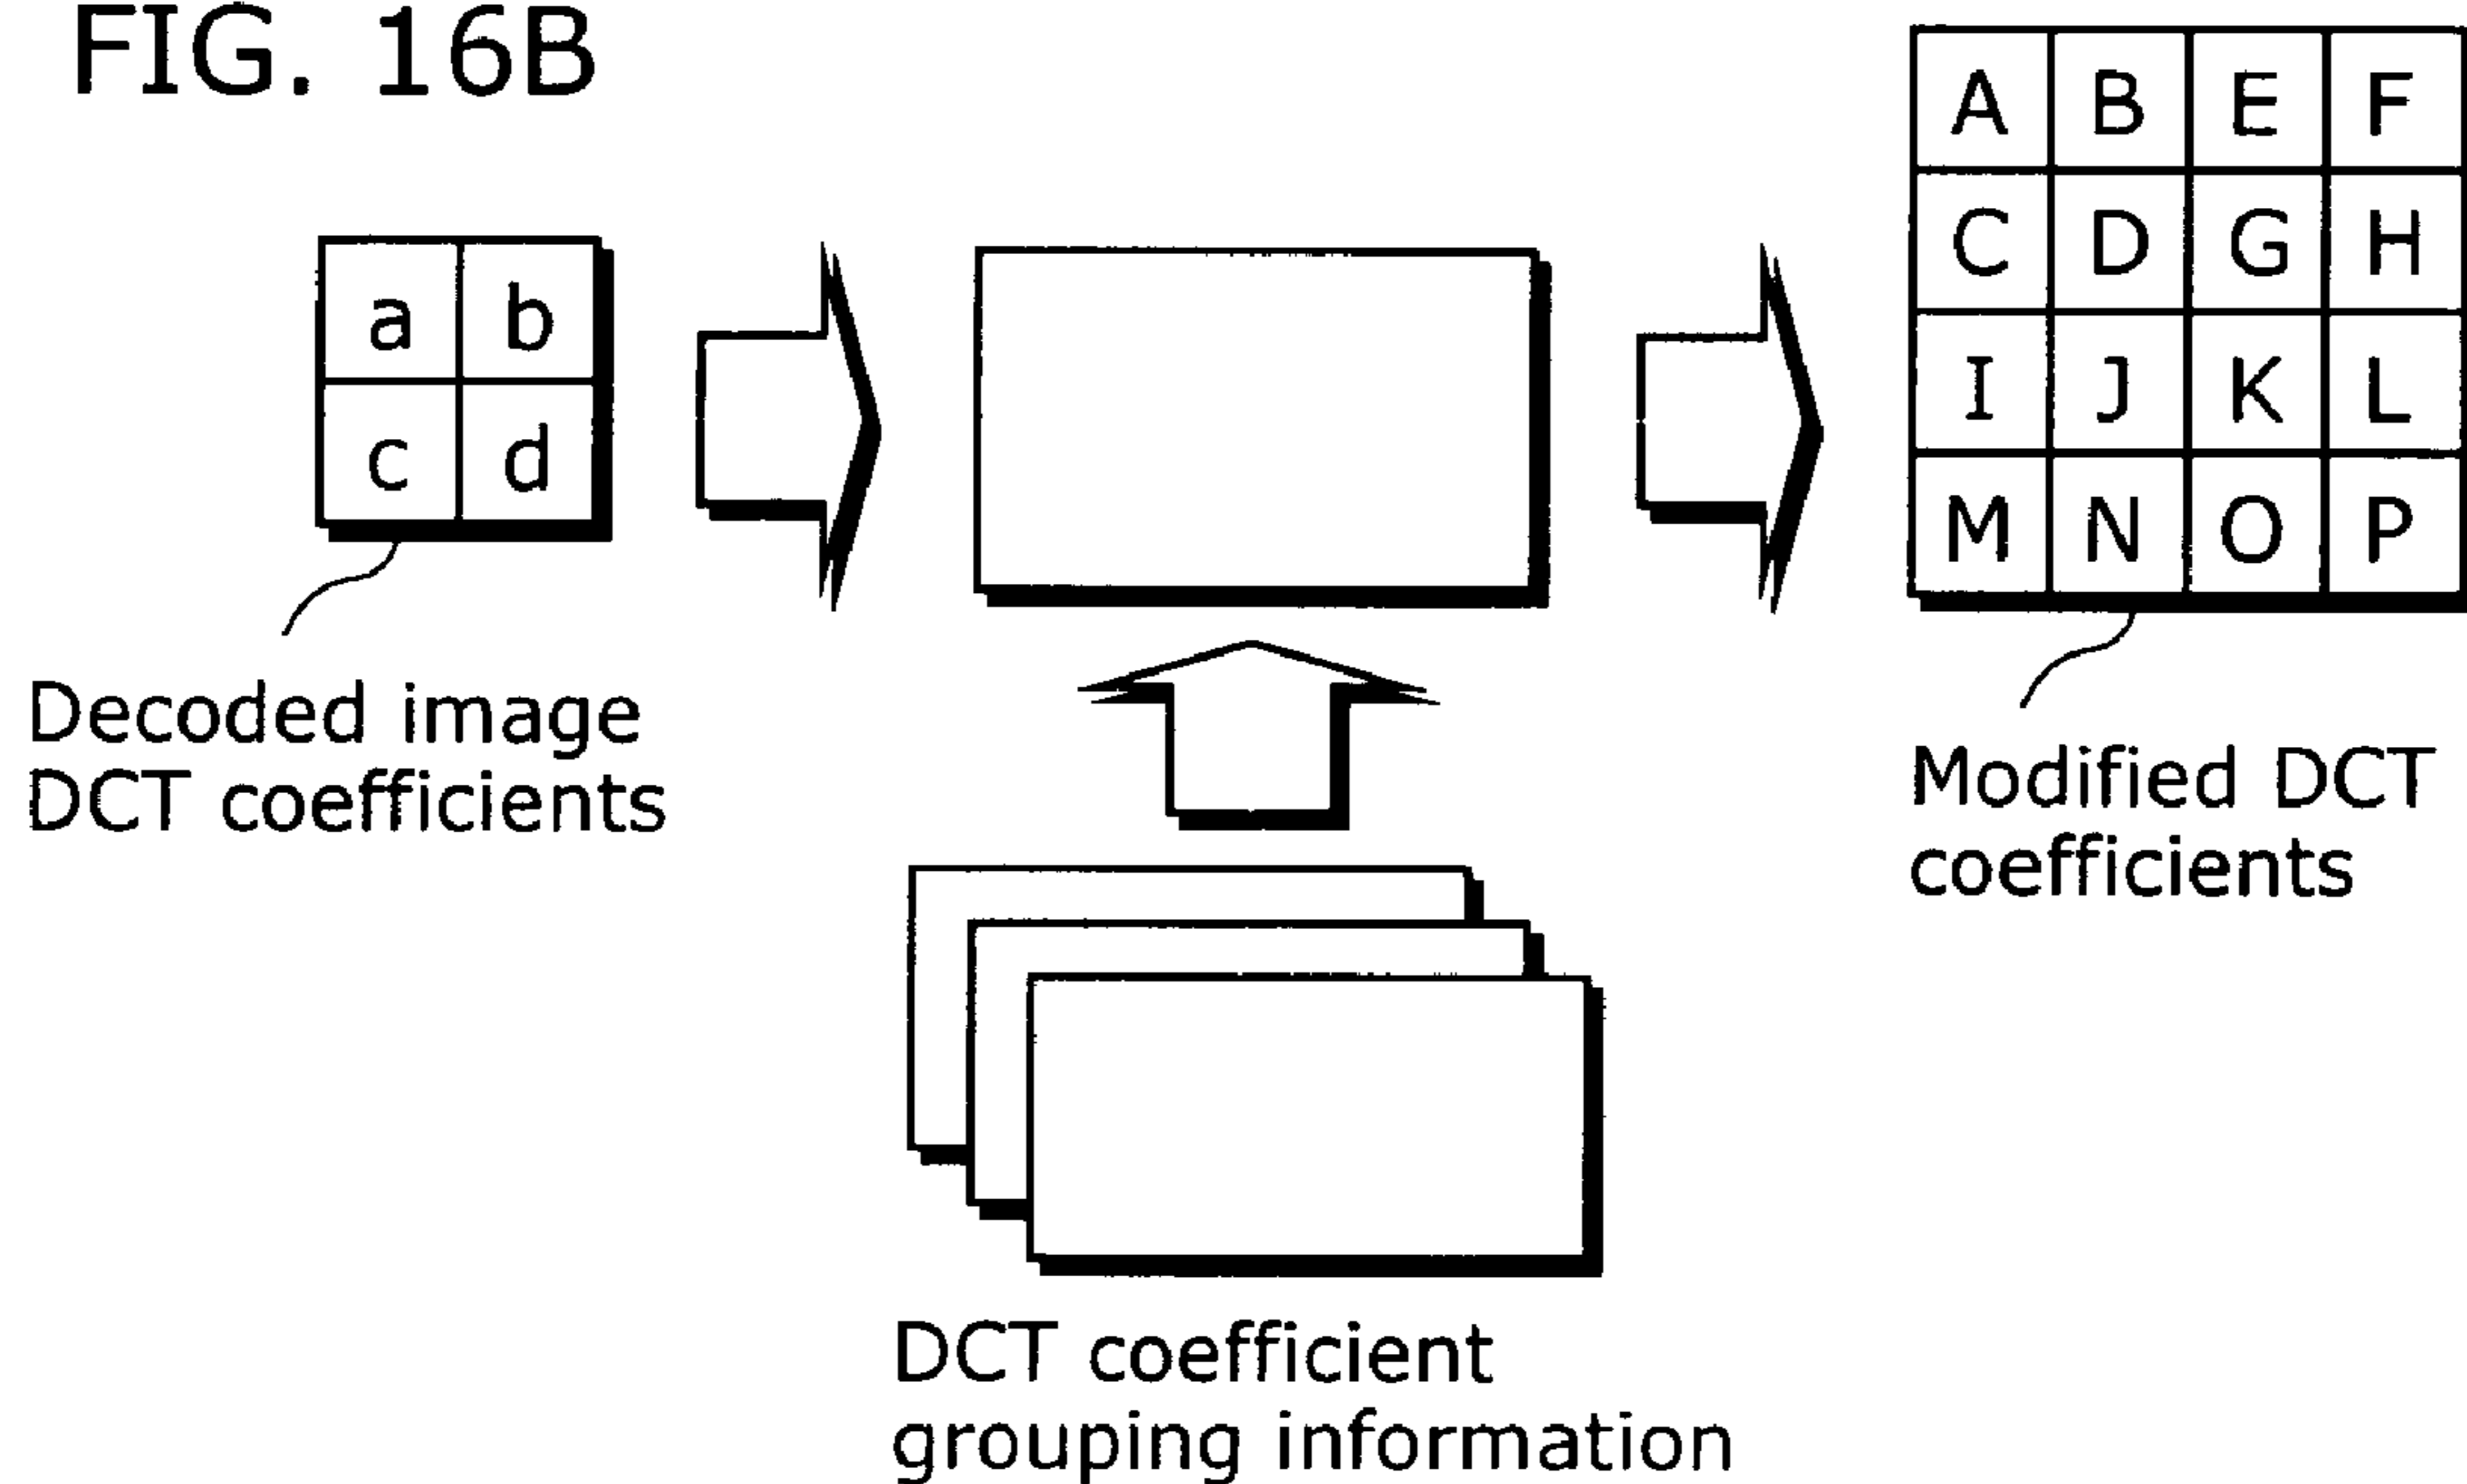 FIG. 16B
A B E F
C D G H
I J K L
M N O P
a b
c d
Decoded image
DCT coefficients
Modified DCT
coefficients
DCT coefficient
grouping information